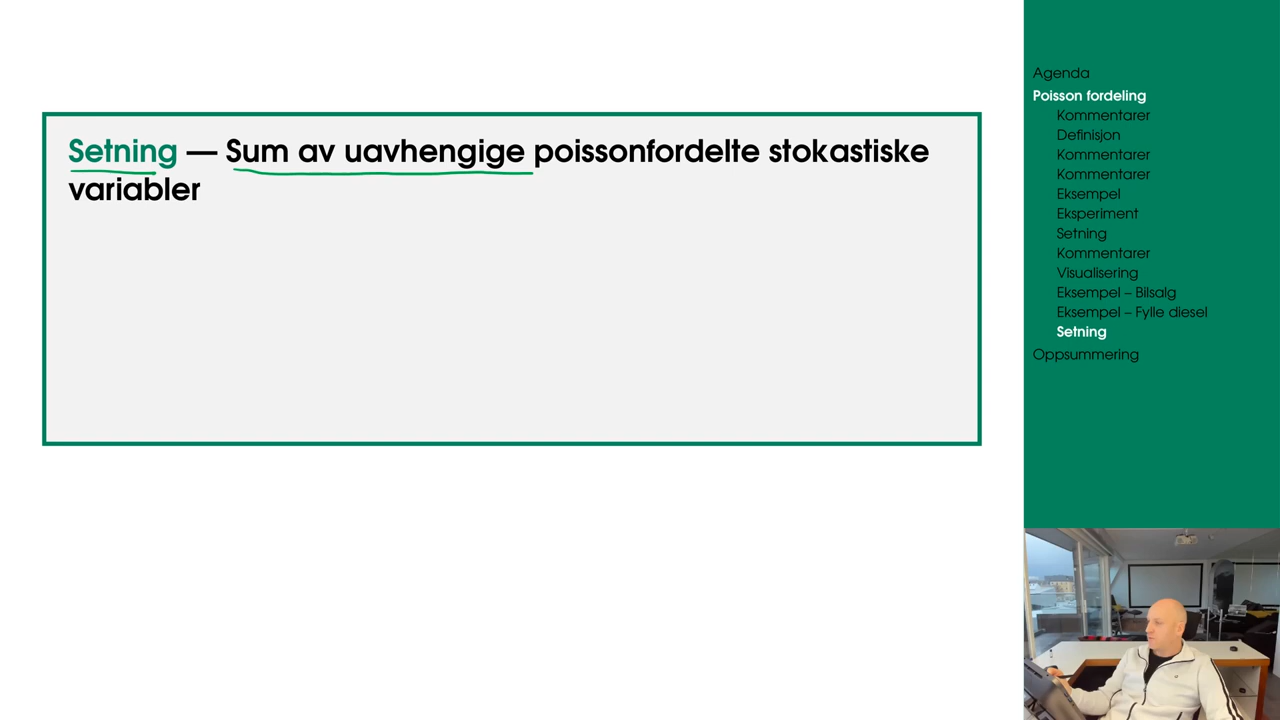 Setning — Sum av uavhengige poissonfordelte stokastiske
variabler
Agenda
Poisson fordeling
Kommentarer
Definisjon
Kommentarer
Kommentarer
Eksempel
Eksperiment
Setning
Kommentarer
Visualisering
Eksempel – Bilsalg
Eksempel – Fylle diesel
Setning
Oppsummering